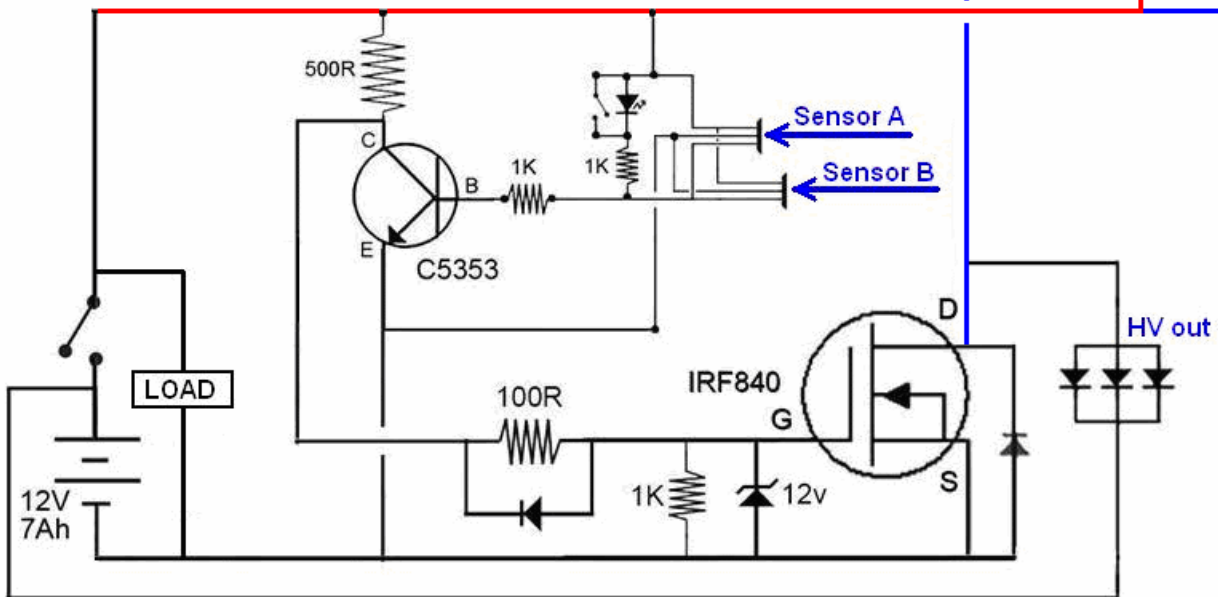 500R
C
B
E
1K
1K
Sensor A
Sensor B
C5353
D
HV out
LOAD
IRF840
100R
G
S
12V
7Ah
1K
12v